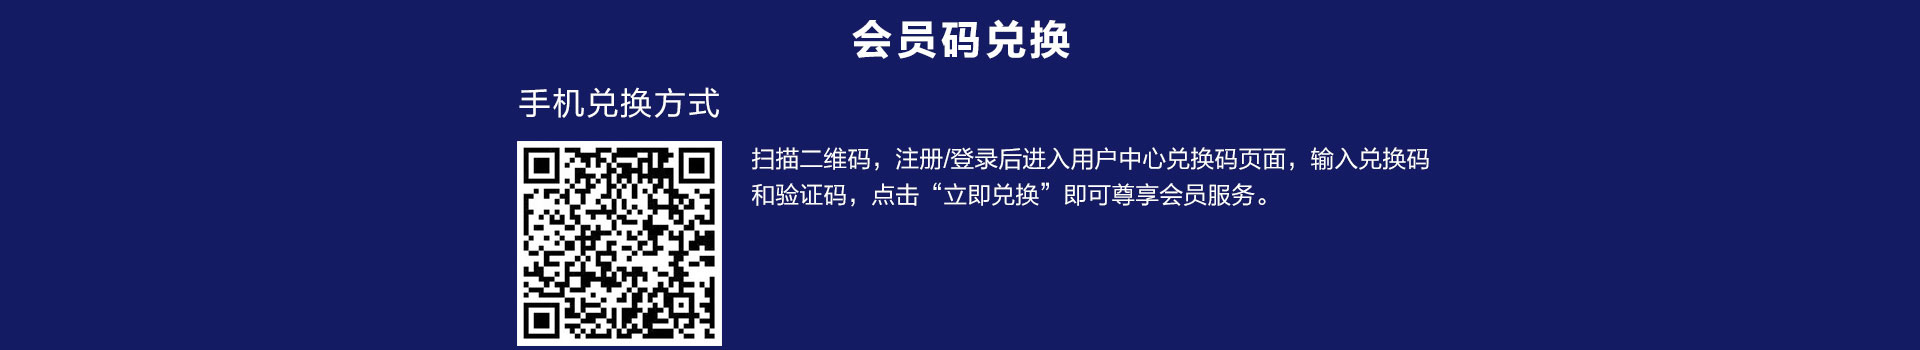 会员码兑换
手机兑换方式
扫描二维码，注册/登录后进入用户中心兑换码页面，输入兑换码
和验证码，点击“立即兑换”即可尊享会员服务。